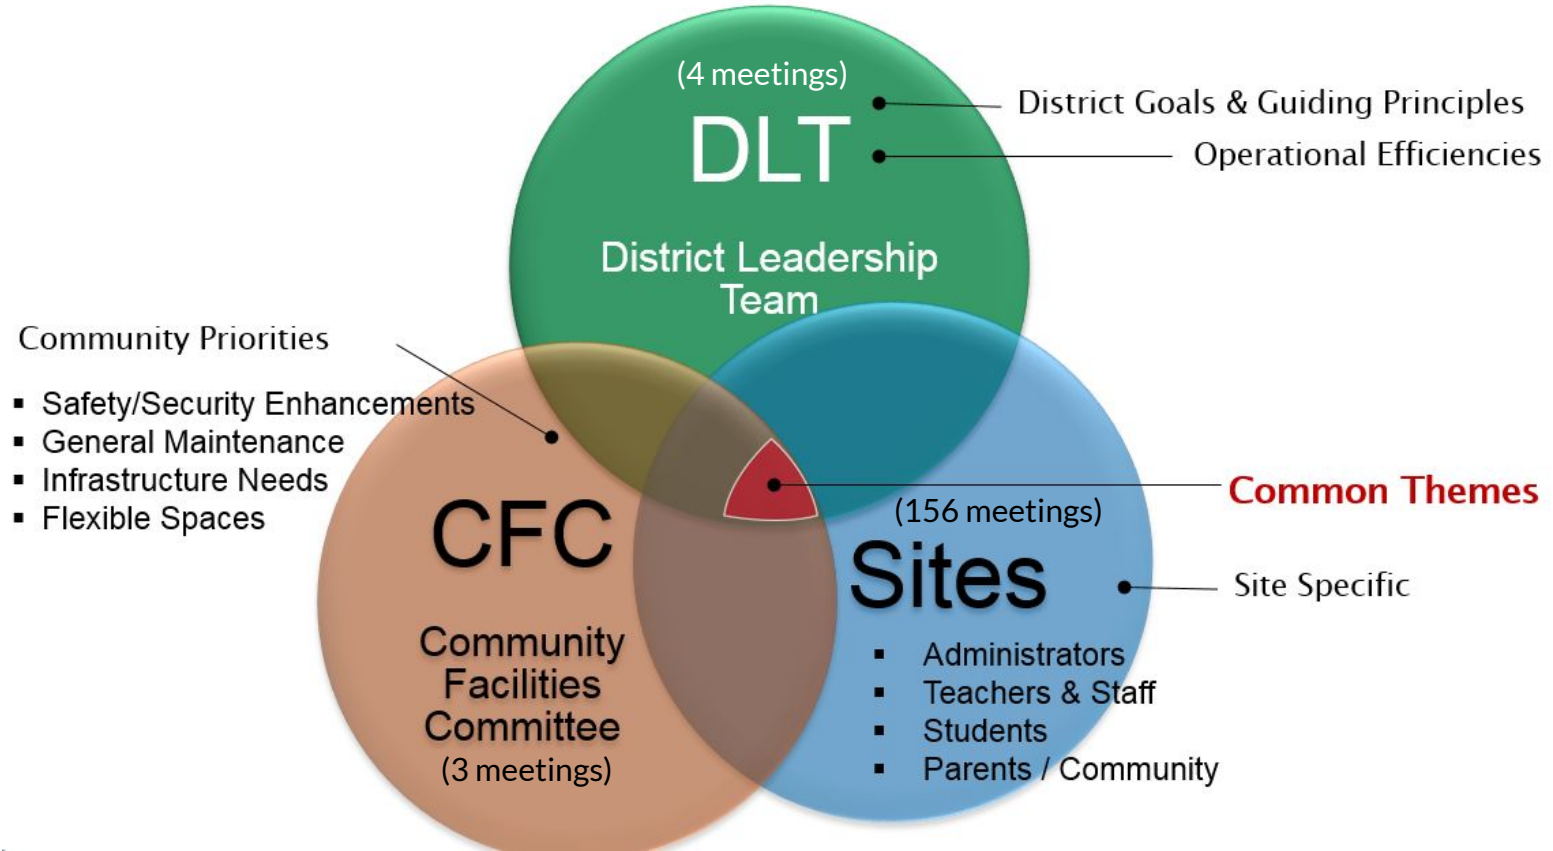 (4 meetings)
DLT
District Leadership
Team
District Goals & Guiding Principles
Operational Efficiencies
Community Priorities
▪ Safety/Security Enhancements
▪ General Maintenance
▪ Infrastructure Needs
▪ Flexible Spaces
CFC
Community
Facilities
Committee
(3 meetings)
Common Themes
(156 meetings)
Sites
Site Specific
▪ Administrators
▪ Teachers & Staff
▪ Students
▪ Parents / Community